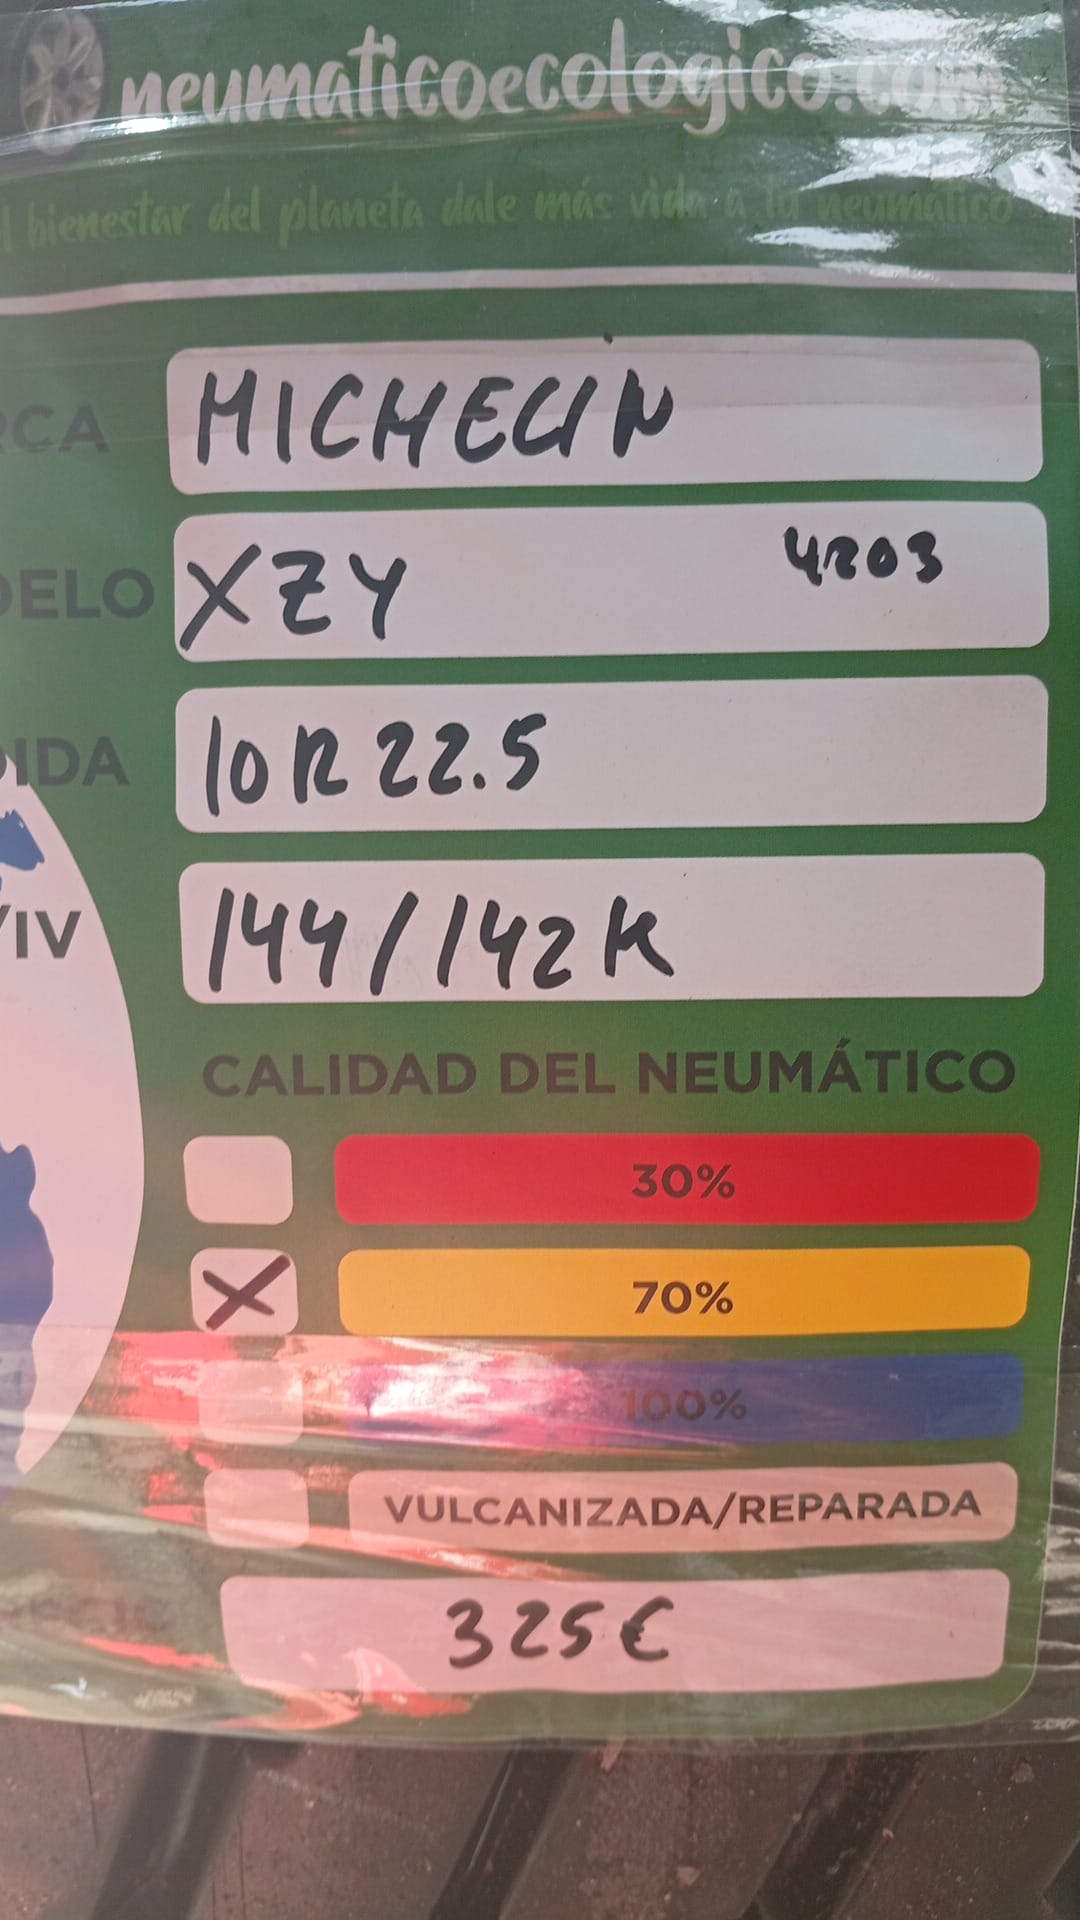 neumaticoecologico.com
l bienestar del planeta dale más vida a tu neumático
RCA MICHELIN
DELO XZY 4203
DIDA 10R22.5
/IV 144/142K
CALIDAD DEL NEUMÁTICO
30%
X 70%
100%
VULCANIZADA/REPARADA
325€